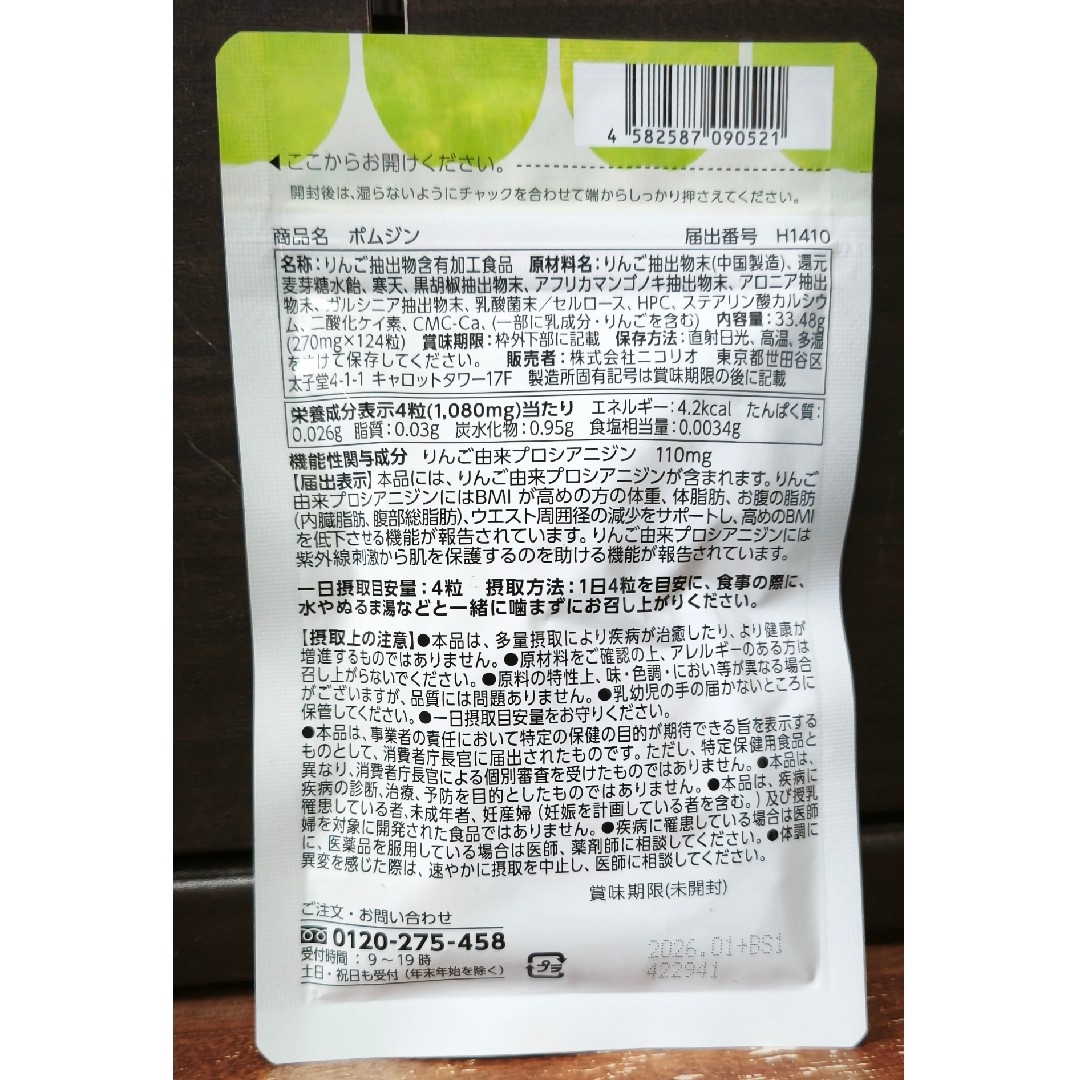 4 582587 090521
◀ここからお開けください。
開封後は、湿らないようにチャックを合わせて端からしっかり押さえてください。
商品名 ポムジン 届出番号 H1410
名称:りんご抽出物含有加工食品 原材料名:りんご抽出物末(中国製造)、還元
麦芽糖水飴、寒天、黒胡椒抽出物末、アフリカマンゴノキ抽出物末、アロニア抽出
物末、ガルシニア抽出物末、乳酸菌末/セルロース、HPC、ステアリン酸カルシウ
ム、二酸化ケイ素、CMC-Ca、(一部に乳成分・りんごを含む) 内容量:33.48g
(270mg×124粒) 賞味期限:枠外下部に記載 保存方法:直射日光、高温、多湿
をさけて保存してください。 販売者:株式会社ニコリオ 東京都世田谷区
太子堂4-1-1 キャロットタワー17F 製造所固有記号は賞味期限の後に記載
栄養成分表示4粒(1,080mg)当たり エネルギー:4.2kcal たんぱく質:
0.026g 脂質:0.03g 炭水化物:0.95g 食塩相当量:0.0034g
機能性関与成分 りんご由来プロシアニジン 110mg
【届出表示】本品には、りんご由来プロシアニジンが含まれます。りんご
由来プロシアニジンにはBMIが高めの方の体重、体脂肪、お腹の脂肪
(内臓脂肪、腹部総脂肪)、ウエスト周囲径の減少をサポートし、高めのBMI
を低下させる機能が報告されています。りんご由来プロシアニジンには
紫外線刺激から肌を保護するのを助ける機能が報告されています。
一日摂取目安量:4粒 摂取方法:1日4粒を目安に、食事の際に、
水やぬるま湯などと一緒に噛まずにお召し上がりください。
【摂取上の注意】●本品は、多量摂取により疾病が治癒したり、より健康が
増進するものではありません。●原材料をご確認の上、アレルギーのある方は
召し上がらないでください。●原料の特性上、味・色調・におい等が異なる場合
がございますが、品質には問題ありません。●乳幼児の手の届かないところに
保管してください。●一日摂取目安量をお守りください。
●本品は、事業者の責任において特定の保健の目的が期待できる旨を表示する
ものとして、消費者庁長官に届出されたものです。ただし、特定保健用食品と
異なり、消費者庁長官による個別審査を受けたものではありません。●本品は、
疾病の診断、治療、予防を目的としたものではありません。●本品は、疾病に
罹患している者、未成年者、妊産婦(妊娠を計画している者を含む。)及び授乳
婦を対象に開発された食品ではありません。●疾病に罹患している場合は医師
に、医薬品を服用している場合は医師、薬剤師に相談してください。●体調に
異変を感じた際は、速やかに摂取を中止し、医師に相談してください。
賞味期限(未開封)
ご注文・お問い合わせ
0120-275-458
受付時間:9~19時
土日・祝日も受付(年末年始を除く)
プラ
2026.01+BS1
422941